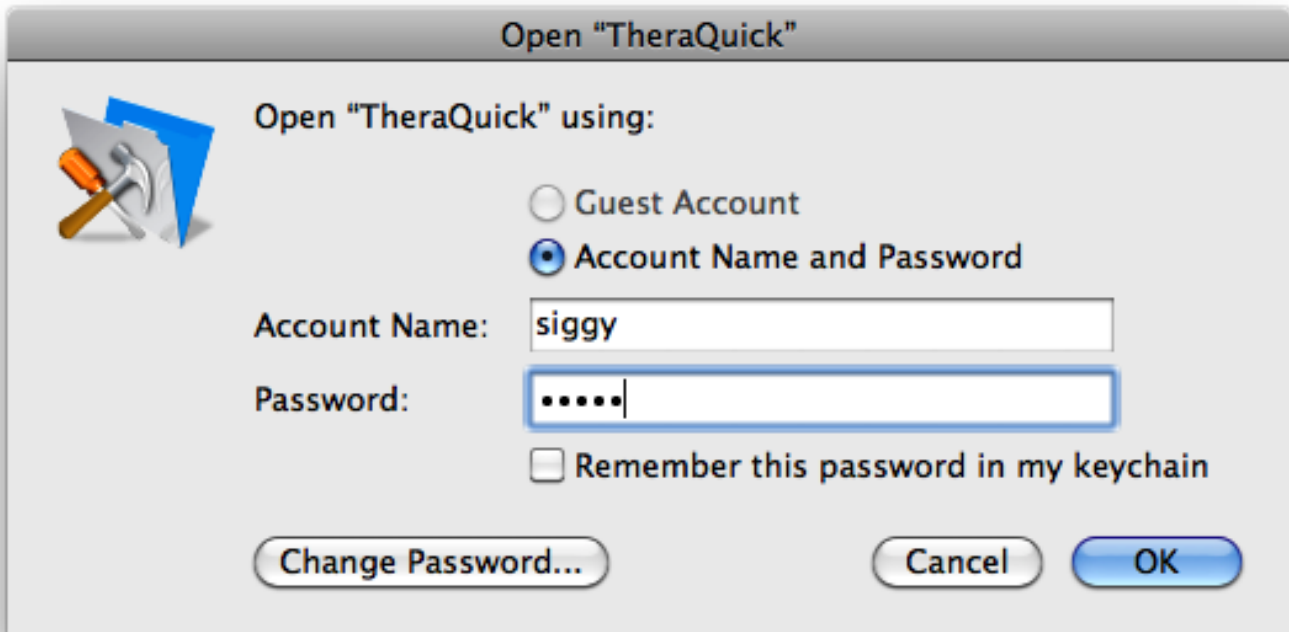 Open “TheraQuick”
Open “TheraQuick” using:
Guest Account
Account Name and Password
Account Name: siggy
Password: •••••
Remember this password in my keychain
Change Password... Cancel OK